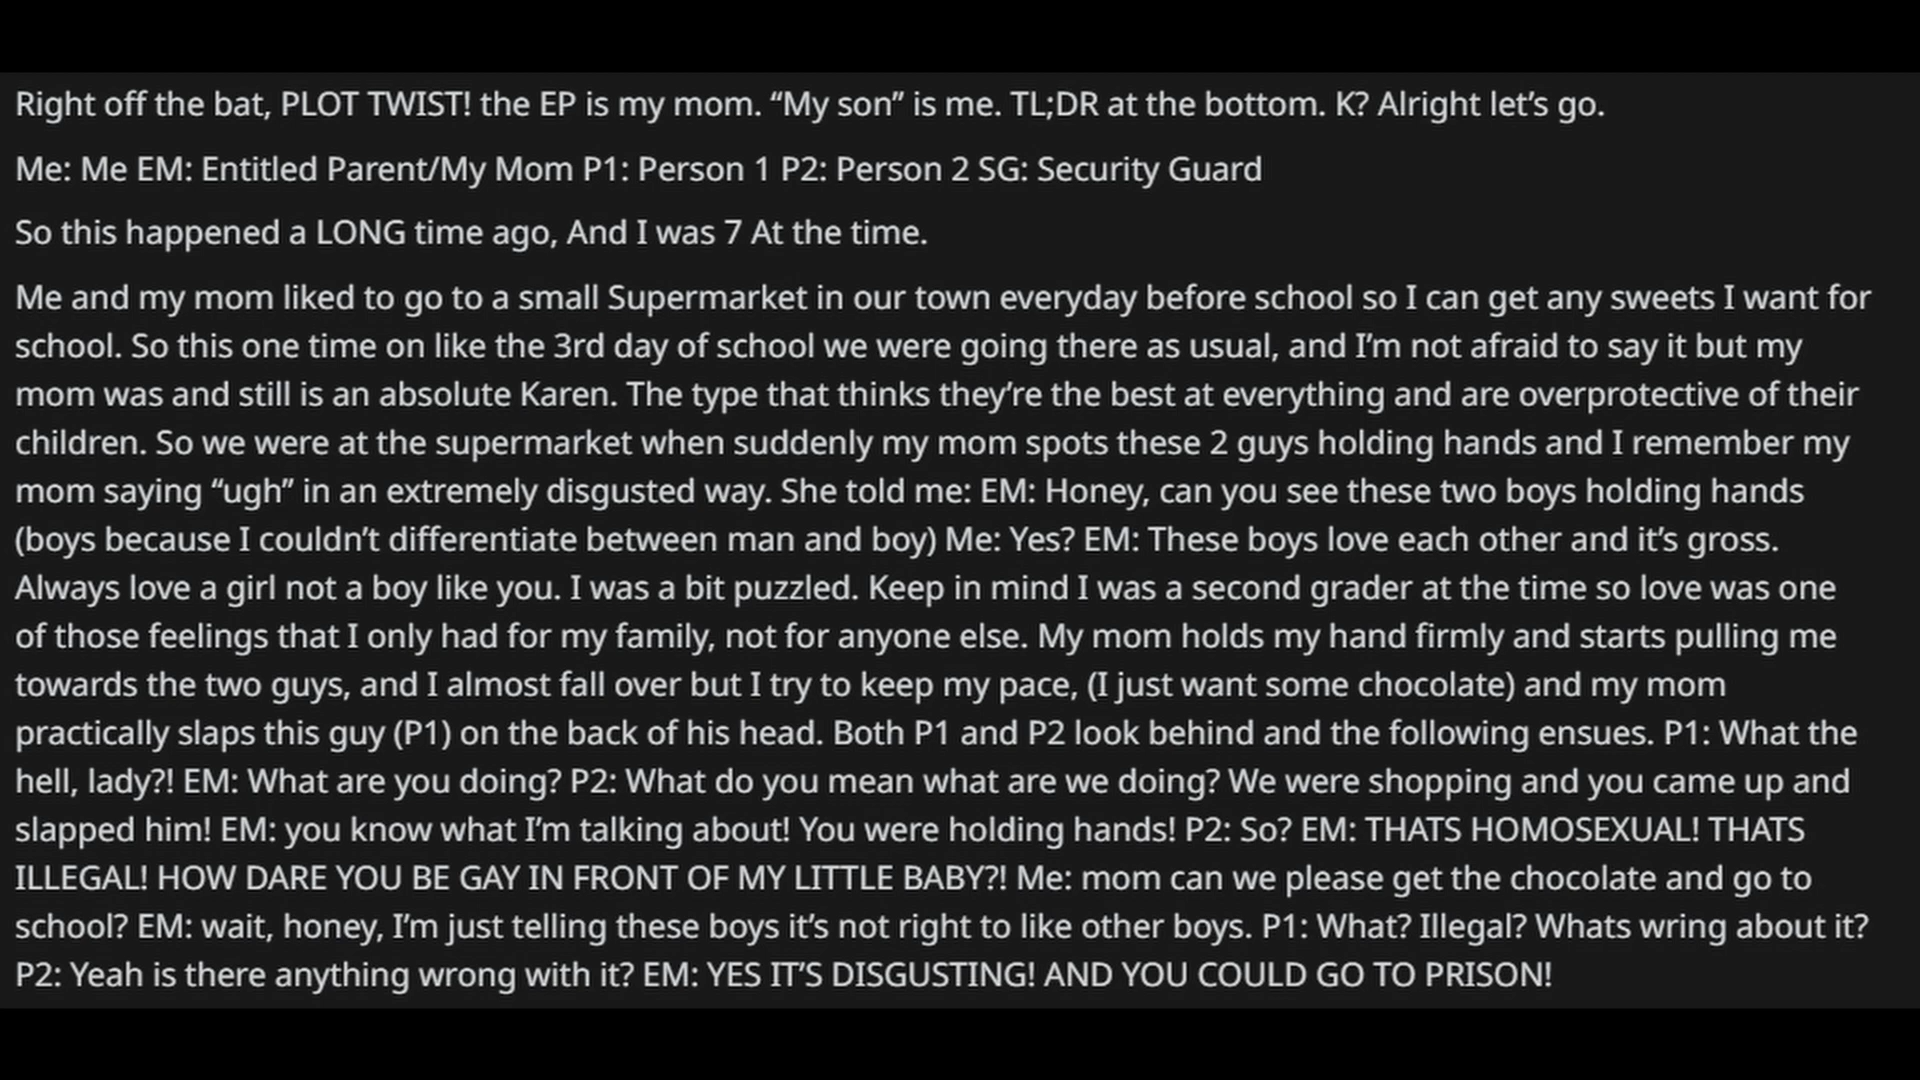 Right off the bat, PLOT TWIST! the EP is my mom. “My son” is me. TL;DR at the bottom. K? Alright let’s go.
Me: Me EM: Entitled Parent/My Mom P1: Person 1 P2: Person 2 SG: Security Guard
So this happened a LONG time ago, And I was 7 At the time.
Me and my mom liked to go to a small Supermarket in our town everyday before school so I can get any sweets I want for
school. So this one time on like the 3rd day of school we were going there as usual, and I’m not afraid to say it but my
mom was and still is an absolute Karen. The type that thinks they’re the best at everything and are overprotective of their
children. So we were at the supermarket when suddenly my mom spots these 2 guys holding hands and I remember my
mom saying “ugh” in an extremely disgusted way. She told me: EM: Honey, can you see these two boys holding hands
(boys because I couldn’t differentiate between man and boy) Me: Yes? EM: These boys love each other and it’s gross.
Always love a girl not a boy like you. I was a bit puzzled. Keep in mind I was a second grader at the time so love was one
of those feelings that I only had for my family, not for anyone else. My mom holds my hand firmly and starts pulling me
towards the two guys, and I almost fall over but I try to keep my pace, (I just want some chocolate) and my mom
practically slaps this guy (P1) on the back of his head. Both P1 and P2 look behind and the following ensues. P1: What the
hell, lady?! EM: What are you doing? P2: What do you mean what are we doing? We were shopping and you came up and
slapped him! EM: you know what I’m talking about! You were holding hands! P2: So? EM: THATS HOMOSEXUAL! THATS
ILLEGAL! HOW DARE YOU BE GAY IN FRONT OF MY LITTLE BABY?! Me: mom can we please get the chocolate and go to
school? EM: wait, honey, I’m just telling these boys it’s not right to like other boys. P1: What? Illegal? Whats wring about it?
P2: Yeah is there anything wrong with it? EM: YES IT’S DISGUSTING! AND YOU COULD GO TO PRISON!